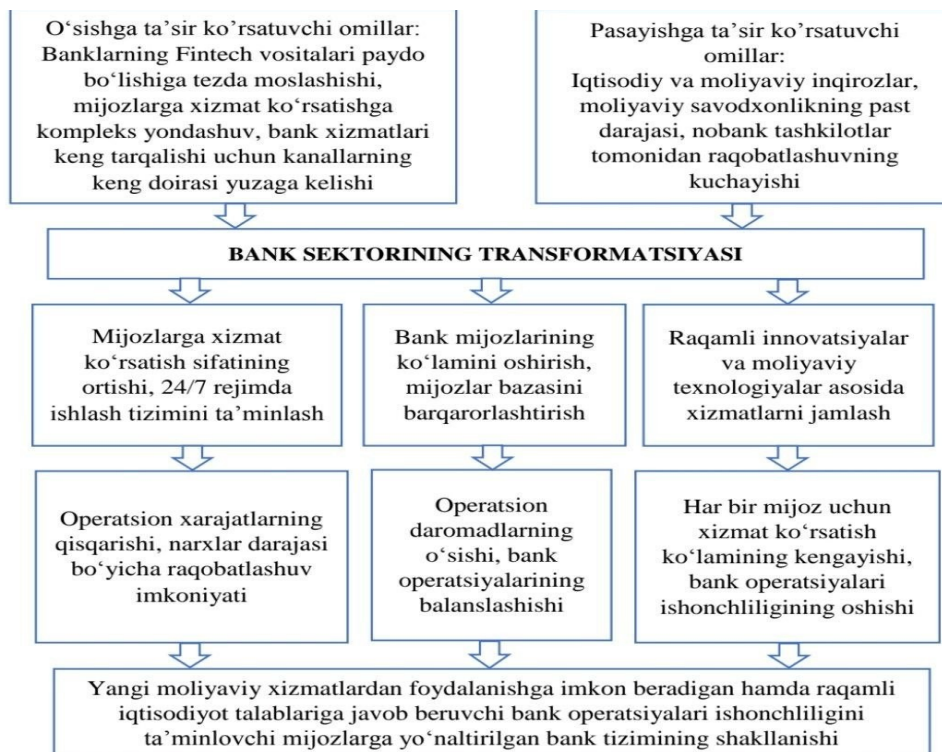 O‘sishga ta’sir ko’rsatuvchi omillar:
Banklarning Fintech vositalari paydo
bo‘lishiga tezda moslashishi,
mijozlarga xizmat ko‘rsatishga
kompleks yondashuv, bank xizmatlari
keng tarqalishi uchun kanallarning
keng doirasi yuzaga kelishi
Pasayishga ta’sir ko’rsatuvchi
omillar:
Iqtisodiy va moliyaviy inqirozlar,
moliyaviy savodxonlikning past
darajasi, nobank tashkilotlar
tomonidan raqobatlashuvning
kuchayishi
BANK SEKTORINING TRANSFORMATSIYASI
Mijozlarga xizmat
ko‘rsatish sifatining
ortishi, 24/7 rejimda
ishlash tizimini ta’minlash
Bank mijozlarining
ko‘lamini oshirish,
mijozlar bazasini
barqarorlashtirish
Raqamli innovatsiyalar
va moliyaviy
texnologiyalar asosida
xizmatlarni jamlash
Operatsion xarajatlarning
qisqarishi, narxlar darajasi
bo‘yicha raqobatlashuv
imkoniyati
Operatsion
daromadlarning
o‘sishi, bank
operatsiyalarining
balanslashishi
Har bir mijoz uchun
xizmat ko‘rsatish
ko‘lamining kengayishi,
bank operatsiyalari
ishonchliligining oshishi
Yangi moliyaviy xizmatlardan foydalanishga imkon beradigan hamda raqamli
iqtisodiyot talablariga javob beruvchi bank operatsiyalari ishonchliligini
ta’minlovchi mijozlarga yo‘naltirilgan bank tizimining shakllanishi